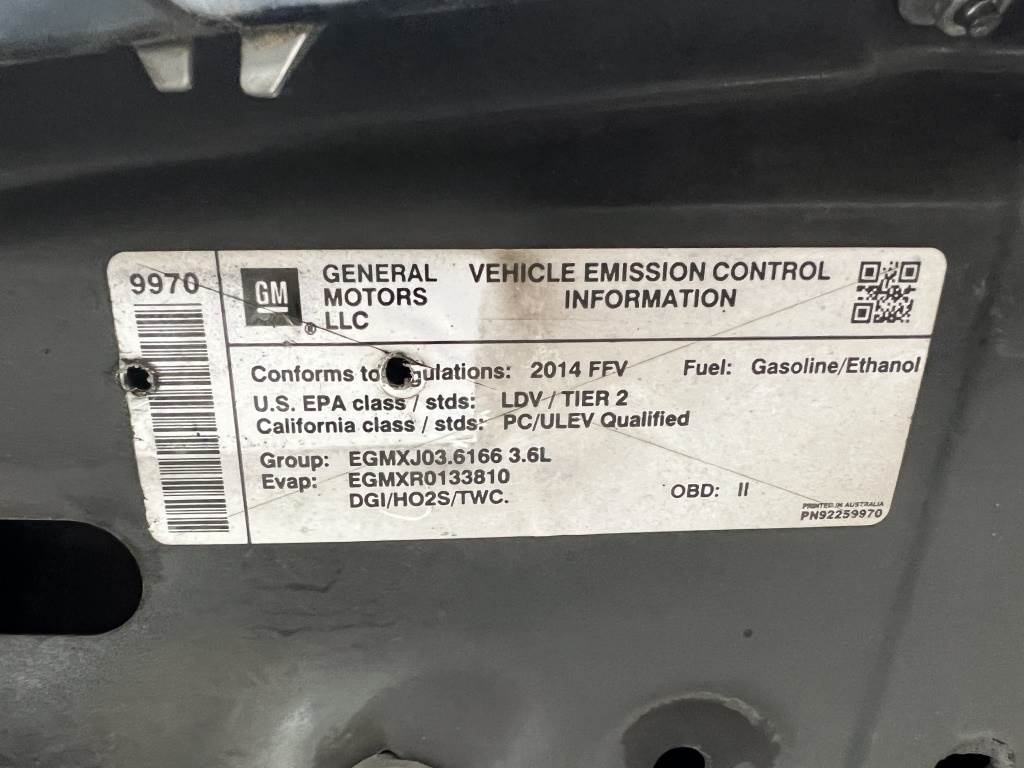 9970
GM
®
GENERAL
MOTORS
LLC
VEHICLE EMISSION CONTROL
INFORMATION
Conforms to gulations: 2014 FFV Fuel: Gasoline/Ethanol
U.S. EPA class / stds: LDV / TIER 2
California class / stds: PC/ULEV Qualified
Group: EGMXJ03.6166 3.6L
Evap: EGMXR0133810
DGI/HO2S/TWC.
OBD: II
PRINTED IN AUSTRALIA
PN92259970